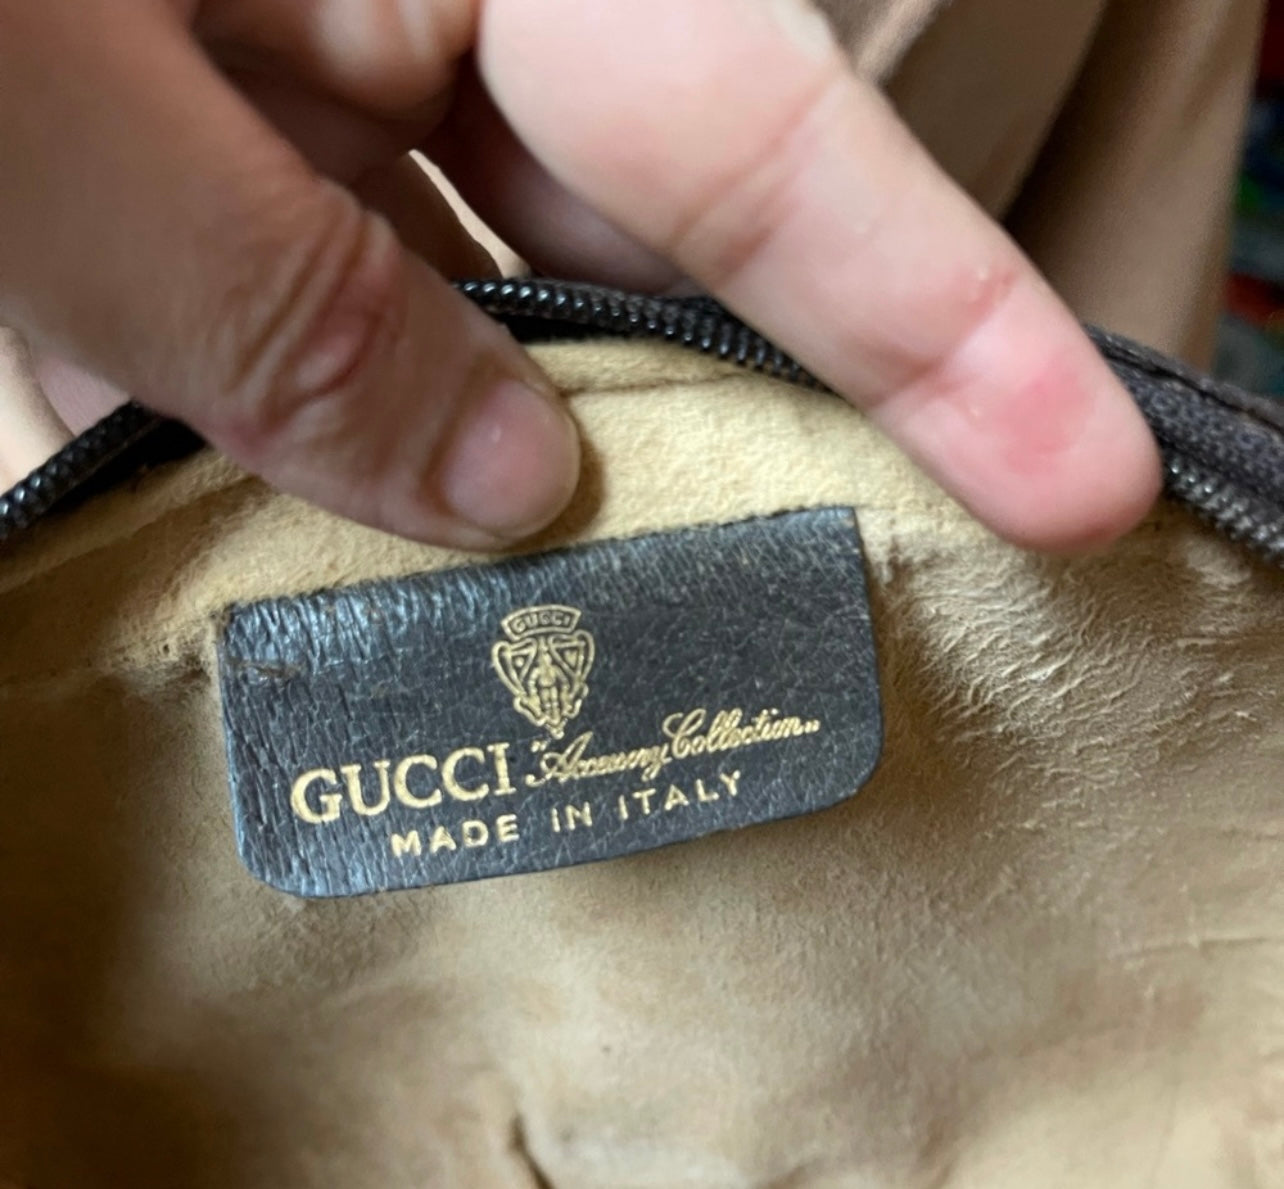 GUCCI
GUCCI "Accessory Collection"
MADE IN ITALY